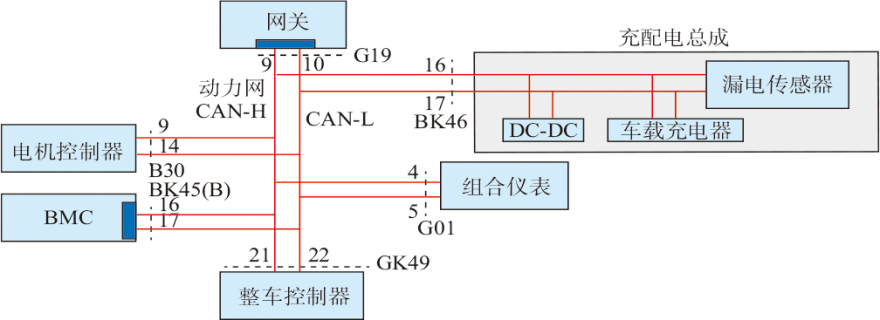 网关
9
10
G19
充配电总成
16
动力网
CAN-H
漏电传感器
17
BK46
CAN-L
DC-DC
车载充电器
9
电机控制器
14
B30
4
组合仪表
BK45(B)
16
BMC
17
5
G01
21
22
GK49
整车控制器